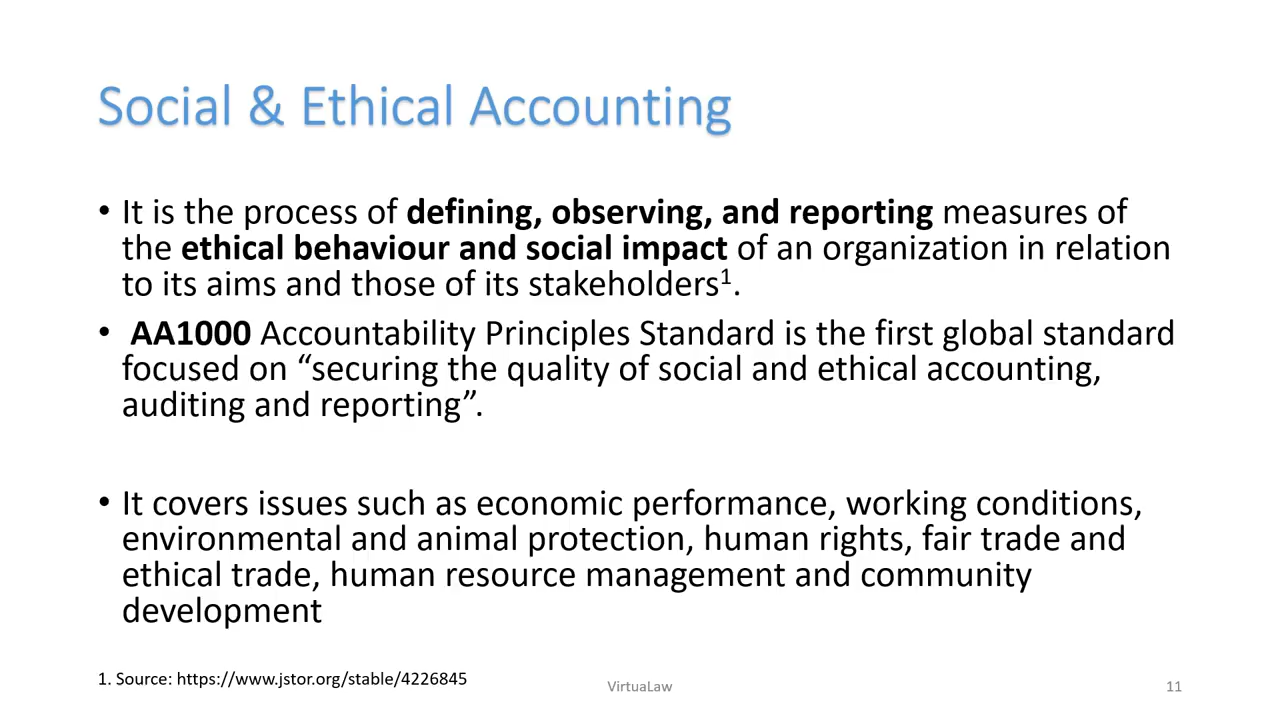 Social & Ethical Accounting
• It is the process of defining, observing, and reporting measures of
the ethical behaviour and social impact of an organization in relation
to its aims and those of its stakeholders¹.
• AA1000 Accountability Principles Standard is the first global standard
focused on “securing the quality of social and ethical accounting,
auditing and reporting”.
• It covers issues such as economic performance, working conditions,
environmental and animal protection, human rights, fair trade and
ethical trade, human resource management and community
development
1. Source: https://www.jstor.org/stable/4226845
VirtuaLaw
11